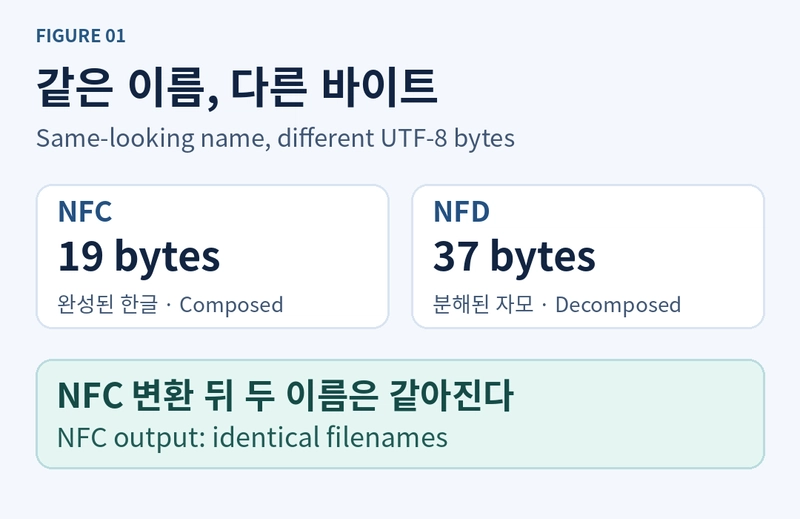 FIGURE 01
같은 이름, 다른 바이트
Same-looking name, different UTF-8 bytes
NFC
19 bytes
완성된 한글 · Composed
NFD
37 bytes
분해된 자모 · Decomposed
NFC 변환 뒤 두 이름은 같아진다
NFC output: identical filenames